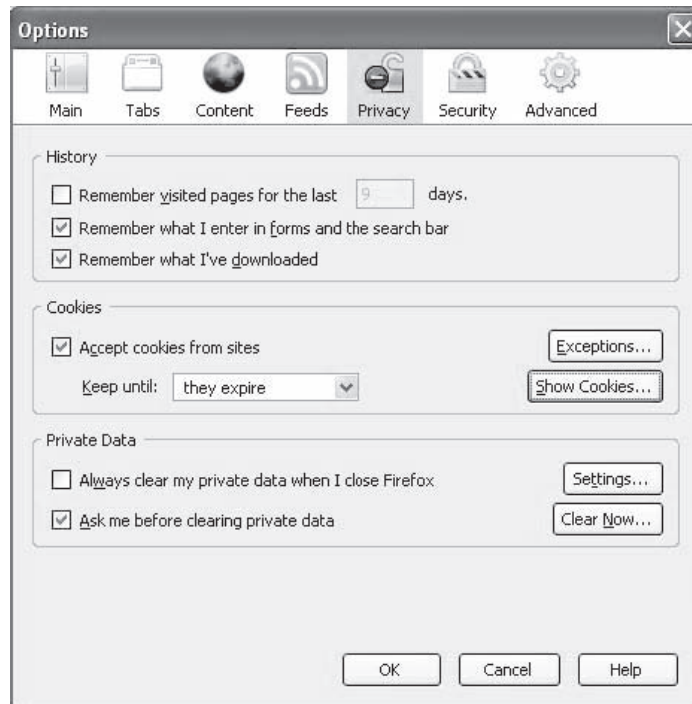 Options
Main Tabs Content Feeds Privacy Security Advanced
History
Remember visited pages for the last 9 days.
Remember what I enter in forms and the search bar
Remember what I've downloaded
Cookies
Accept cookies from sites Exceptions...
Keep until: they expire Show Cookies...
Private Data
Always clear my private data when I close Firefox Settings...
Ask me before clearing private data Clear Now...
OK Cancel Help